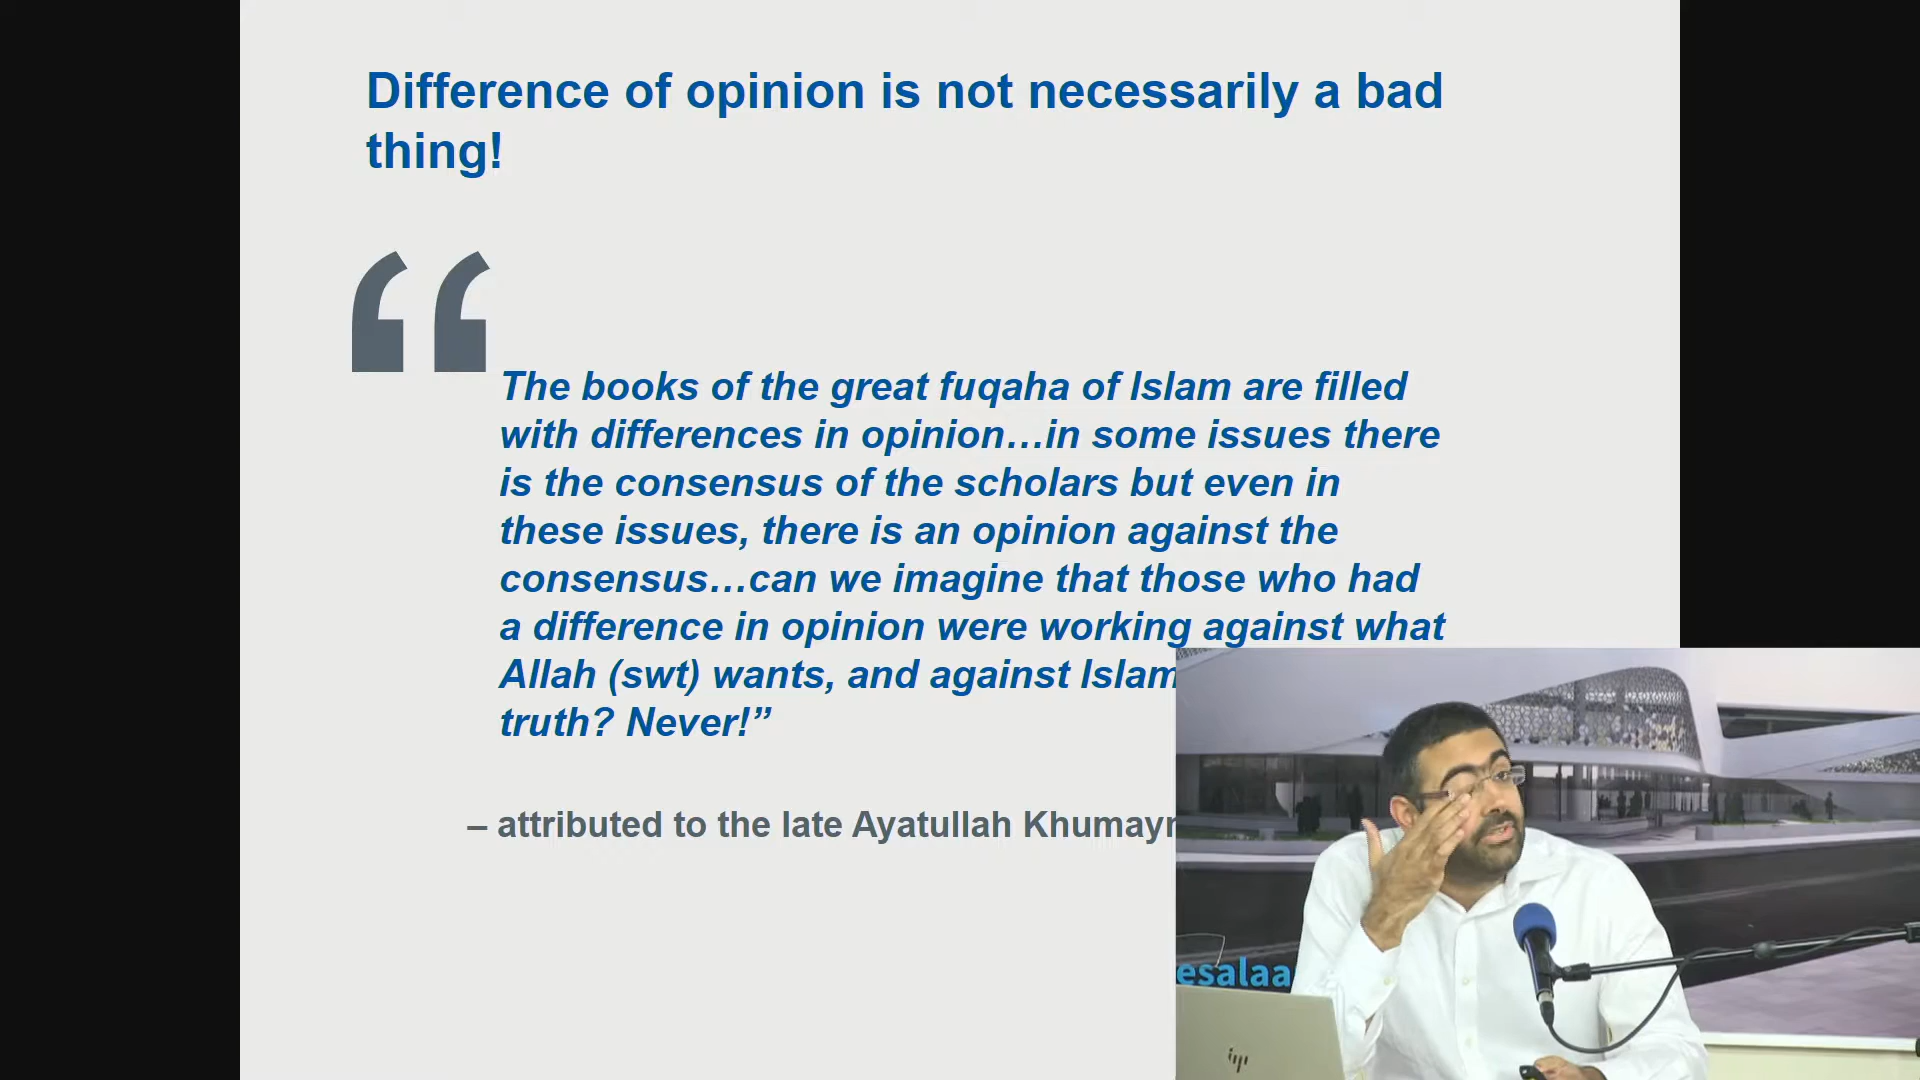 Difference of opinion is not necessarily a bad
thing!
“
The books of the great fuqaha of Islam are filled
with differences in opinion…in some issues there
is the consensus of the scholars but even in
these issues, there is an opinion against the
consensus…can we imagine that those who had
a difference in opinion were working against what
Allah (swt) wants, and against Islam
truth? Never!”
– attributed to the late Ayatullah
esalaa
hp